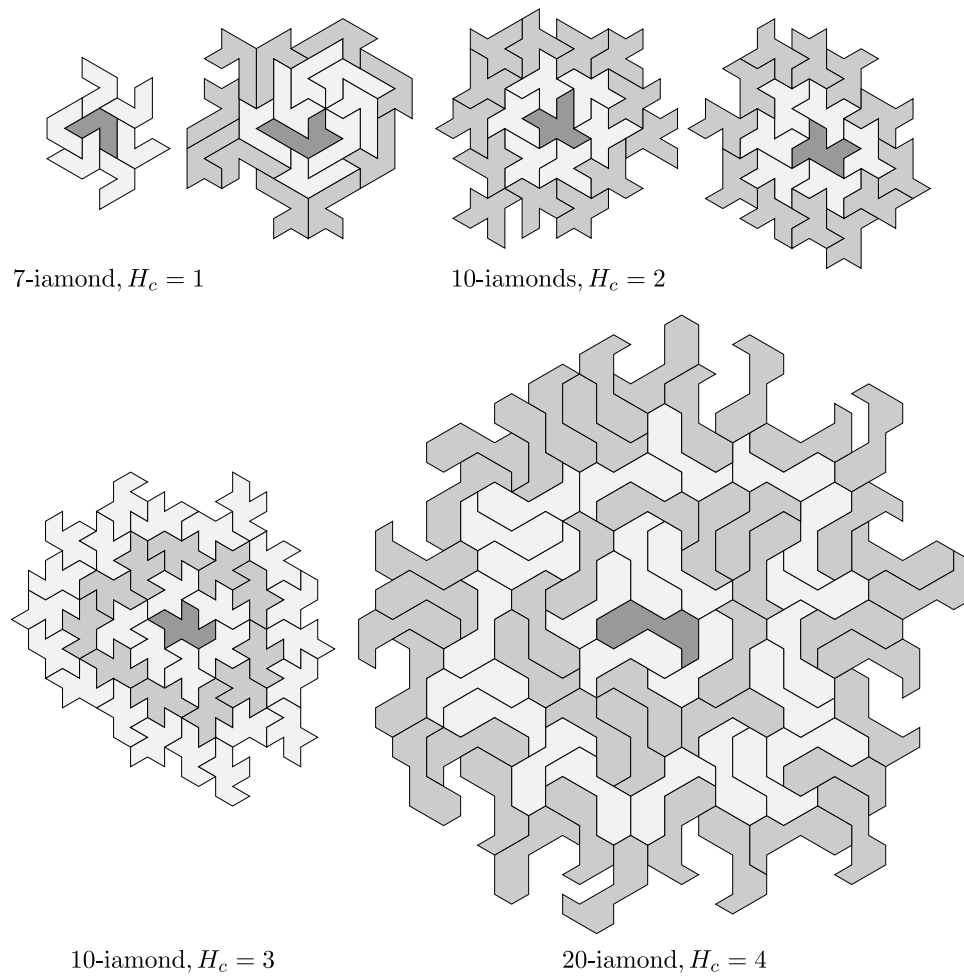 7-iamond, H_c = 1
10-iamonds, H_c = 2
10-iamond, H_c = 3
20-iamond, H_c = 4